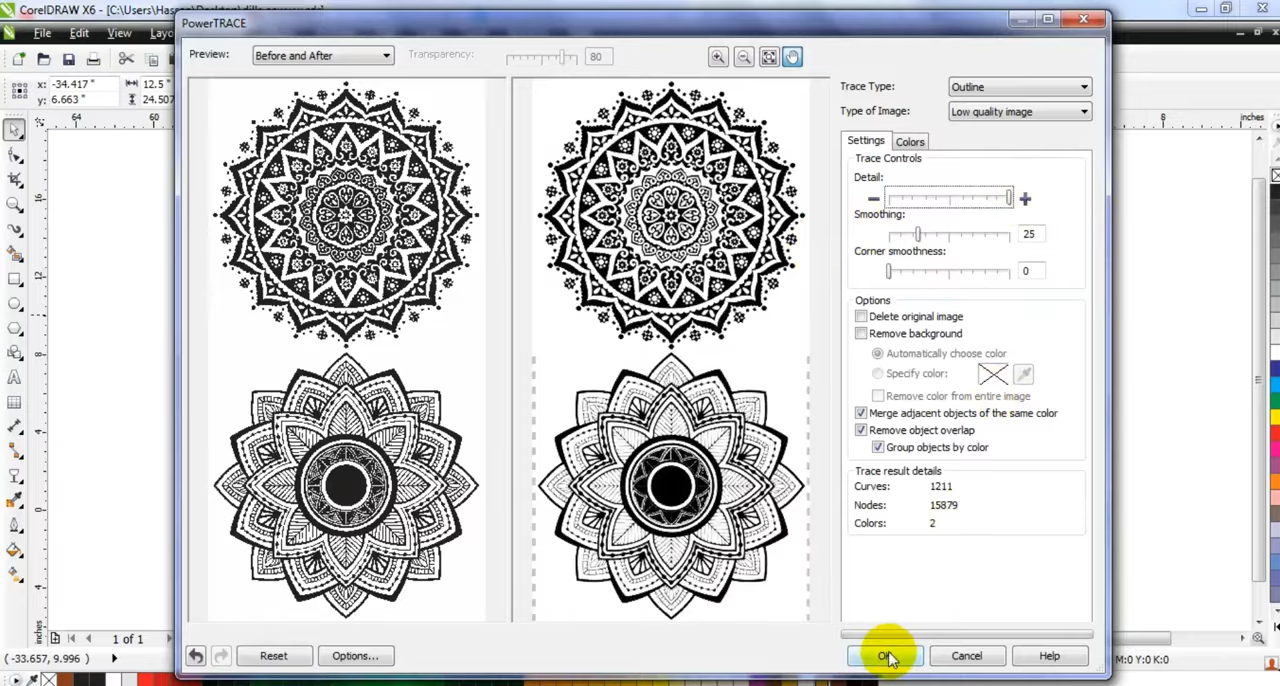 CorelDRAW X6 - [C:\Users\Hassan\Desktop\
File Edit View Layo
x: -34.417 "
y: 6.663 "
12.5 "
24.507
64 60 8 inches
16
12
8
4
0
4
inches
1 of 1
(-33.657, 9.996 )
M:0 Y:0 K:0
PowerTRACE
Preview: Before and After Transparency: 80
Trace Type: Outline
Type of Image: Low quality image
Settings Colors
Trace Controls
Detail:
Smoothing:
25
Corner smoothness:
0
Options
Delete original image
Remove background
Automatically choose color
Specify color:
Remove color from entire image
Merge adjacent objects of the same color
Remove object overlap
Group objects by color
Trace result details
Curves: 1211
Nodes: 15879
Colors: 2
Reset Options... OK Cancel Help